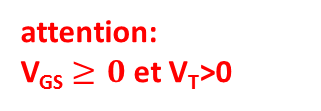 attention:
V_GS ≥ 0 et V_T>0